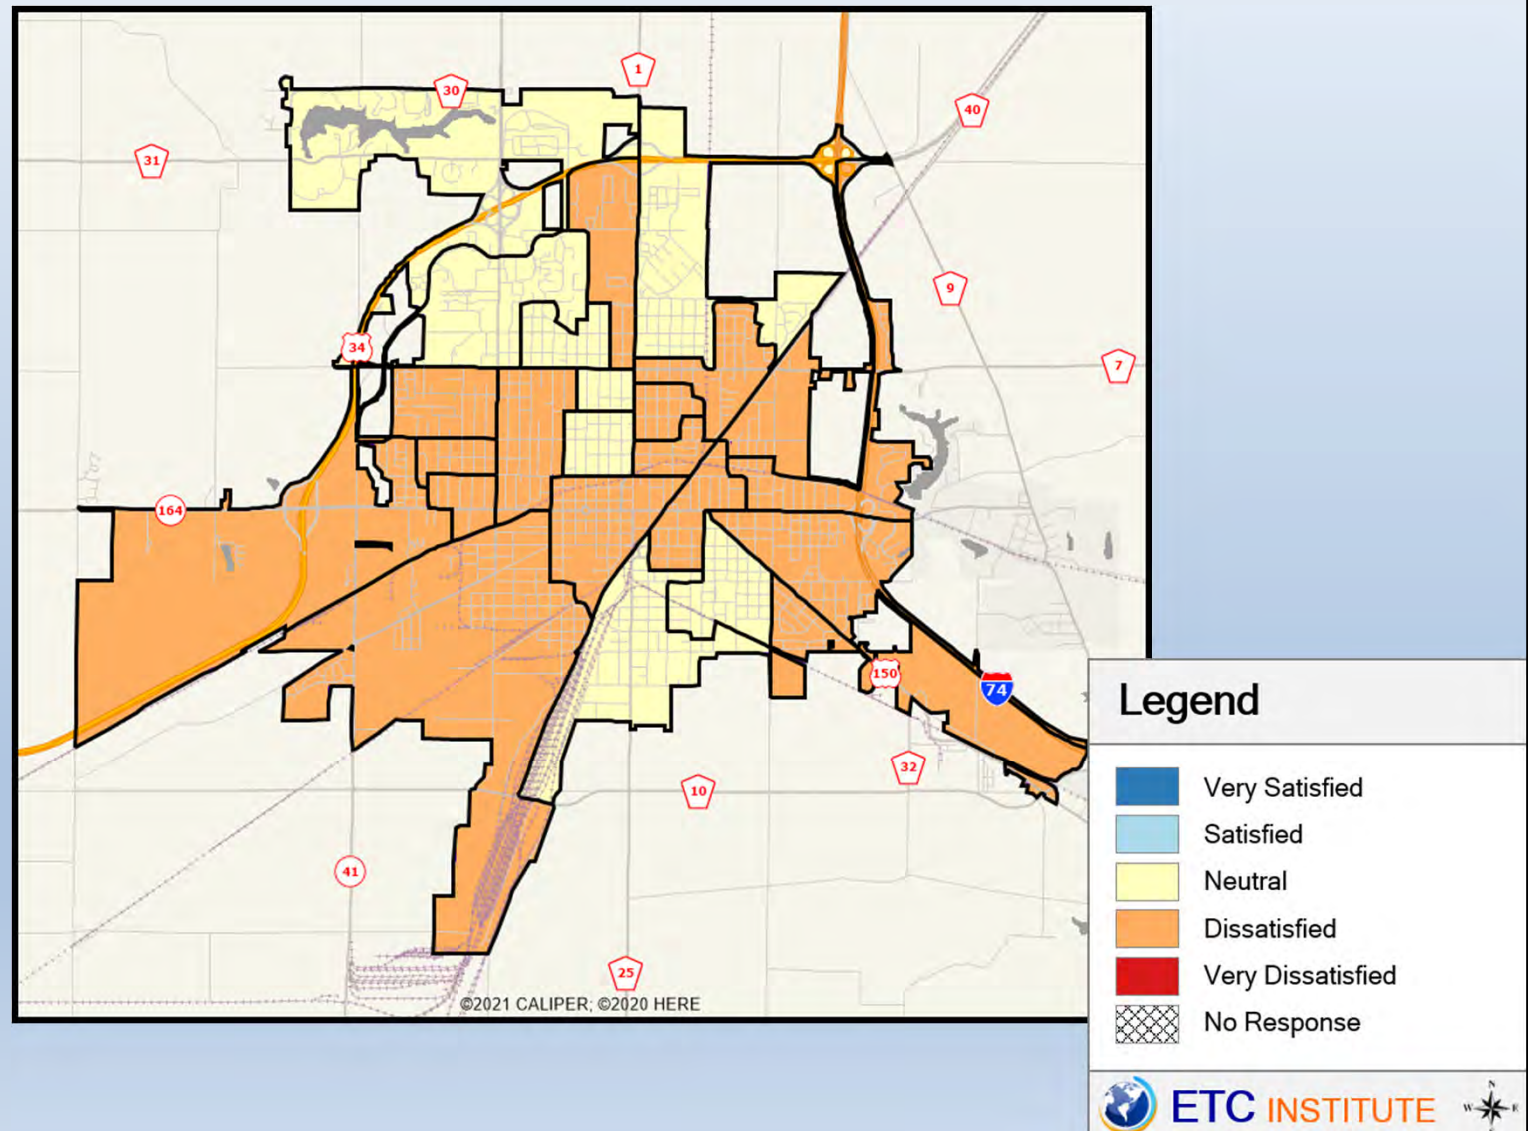 1
30
40
31
9
34
7
164
150
74
32
10
41
25
©2021 CALIPER; ©2020 HERE
Legend
Very Satisfied
Satisfied
Neutral
Dissatisfied
Very Dissatisfied
No Response
ETC INSTITUTE
N
W E
S